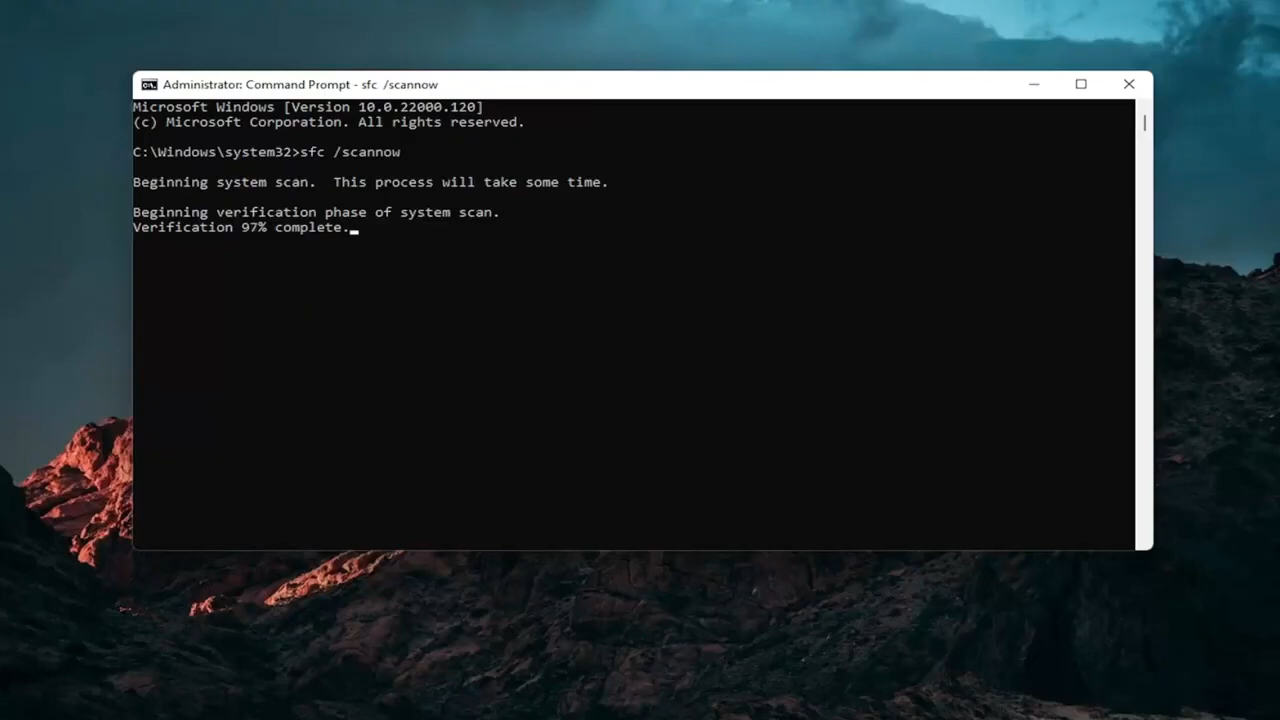 Administrator: Command Prompt - sfc  /scannow
Microsoft Windows [Version 10.0.22000.120]
(c) Microsoft Corporation. All rights reserved.
C:\Windows\system32>sfc /scannow
Beginning system scan.  This process will take some time.
Beginning verification phase of system scan.
Verification 97% complete.